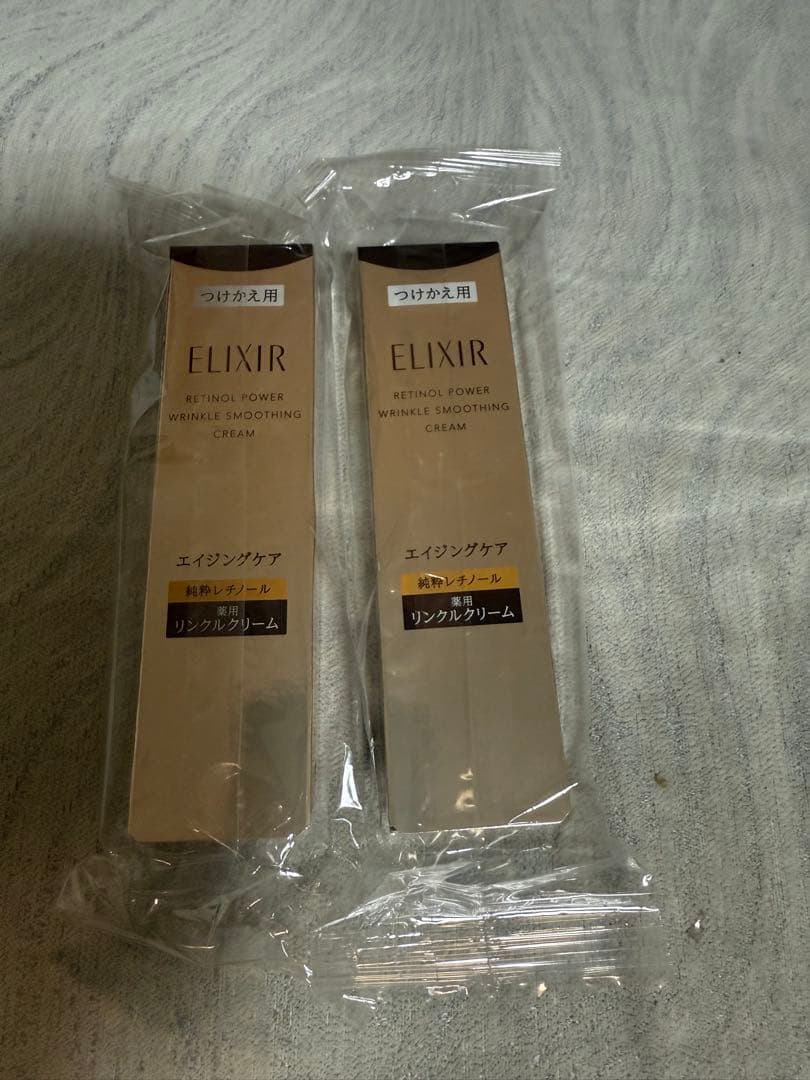 つけかえ用
ELIXIR
RETINOL POWER
WRINKLE SMOOTHING
CREAM
エイジングケア
純粋レチノール
薬用
リンクルクリーム
つけかえ用
ELIXIR
RETINOL POWER
WRINKLE SMOOTHING
CREAM
エイジングケア
純粋レチノール
薬用
リンクルクリーム